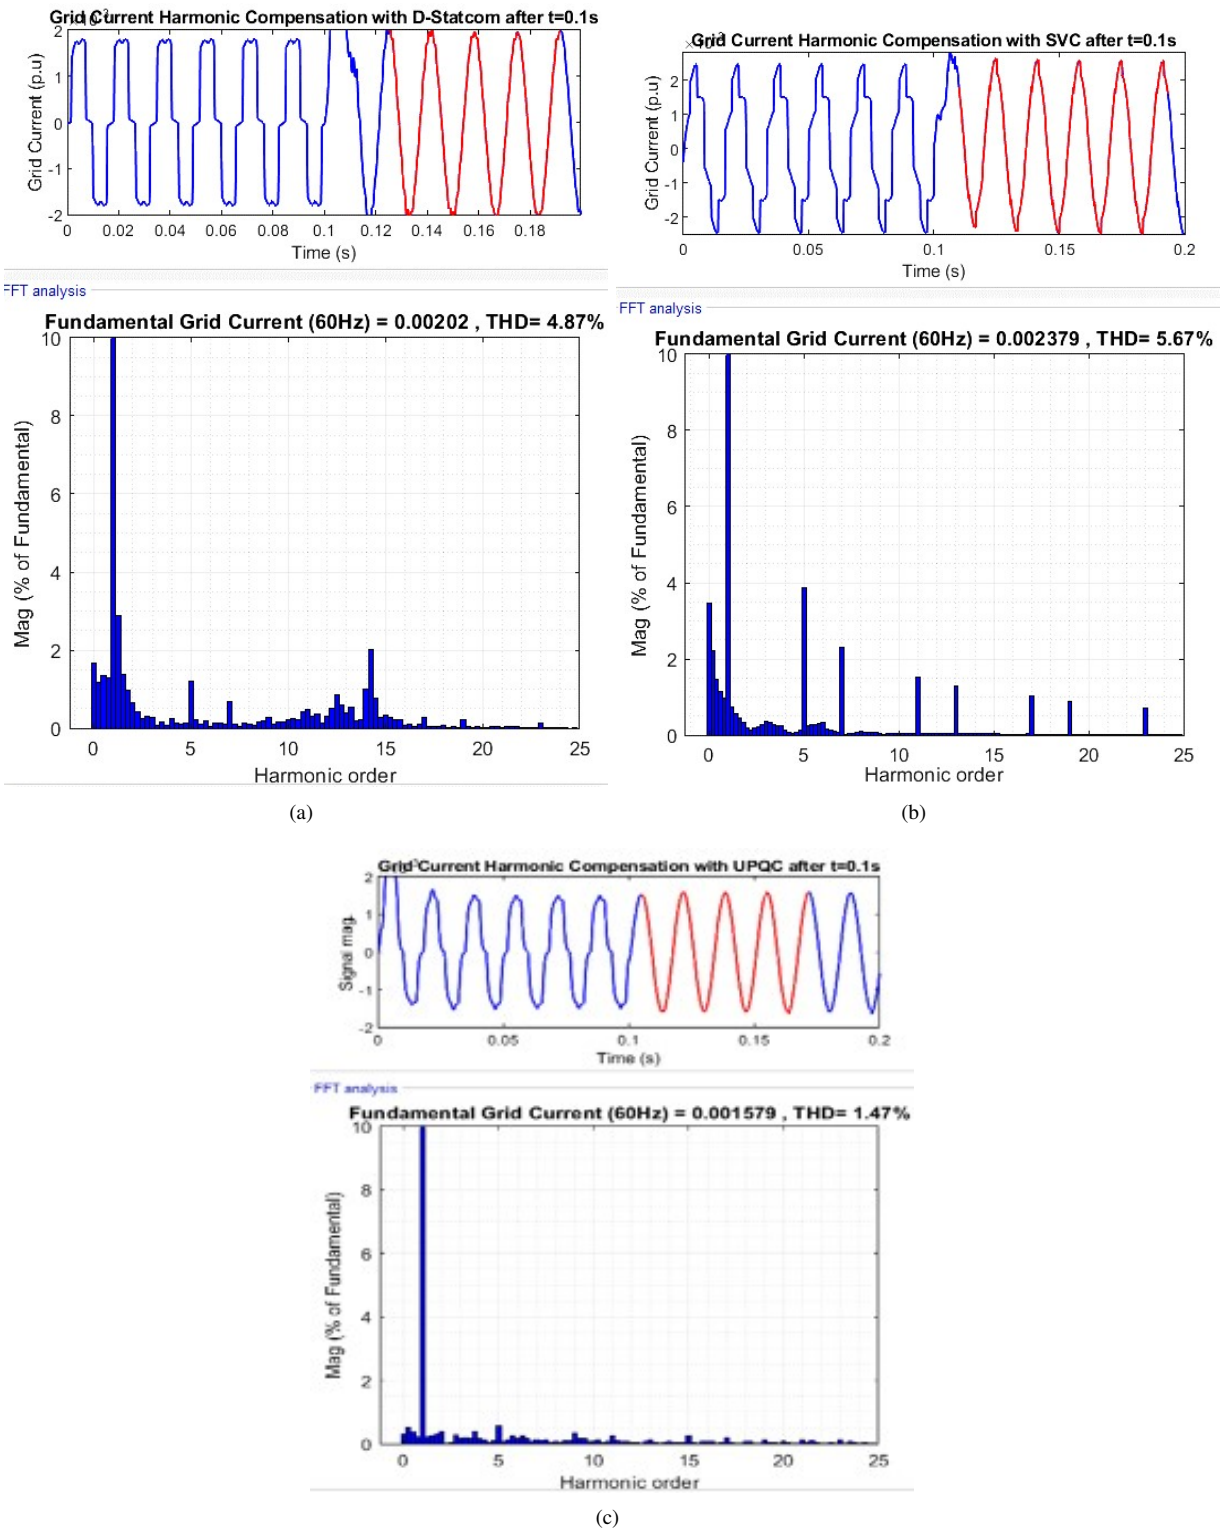 Grid Current Harmonic Compensation with D-Statcom after t=0.1s
2
1
0
-1
-2
Grid Current (p.u)
0 0.02 0.04 0.06 0.08 0.1 0.12 0.14 0.16 0.18
Time (s)
FFT analysis
Fundamental Grid Current (60Hz) = 0.00202 , THD= 4.87%
10
8
6
4
2
0
Mag (% of Fundamental)
0 5 10 15 20 25
Harmonic order
(a)
Grid Current Harmonic Compensation with SVC after t=0.1s
2
1
0
-1
-2
Grid Current (p.u)
0 0.05 0.1 0.15 0.2
Time (s)
FFT analysis
Fundamental Grid Current (60Hz) = 0.002379 , THD= 5.67%
10
8
6
4
2
0
Mag (% of Fundamental)
0 5 10 15 20 25
Harmonic order
(b)
Grid Current Harmonic Compensation with UPQC after t=0.1s
2
1
0
-1
-2
Signal mag.
0 0.05 0.1 0.15 0.2
Time (s)
FFT analysis
Fundamental Grid Current (60Hz) = 0.001579 , THD= 1.47%
10
8
6
4
2
0
Mag (% of Fundamental)
0 5 10 15 20 25
Harmonic order
(c)